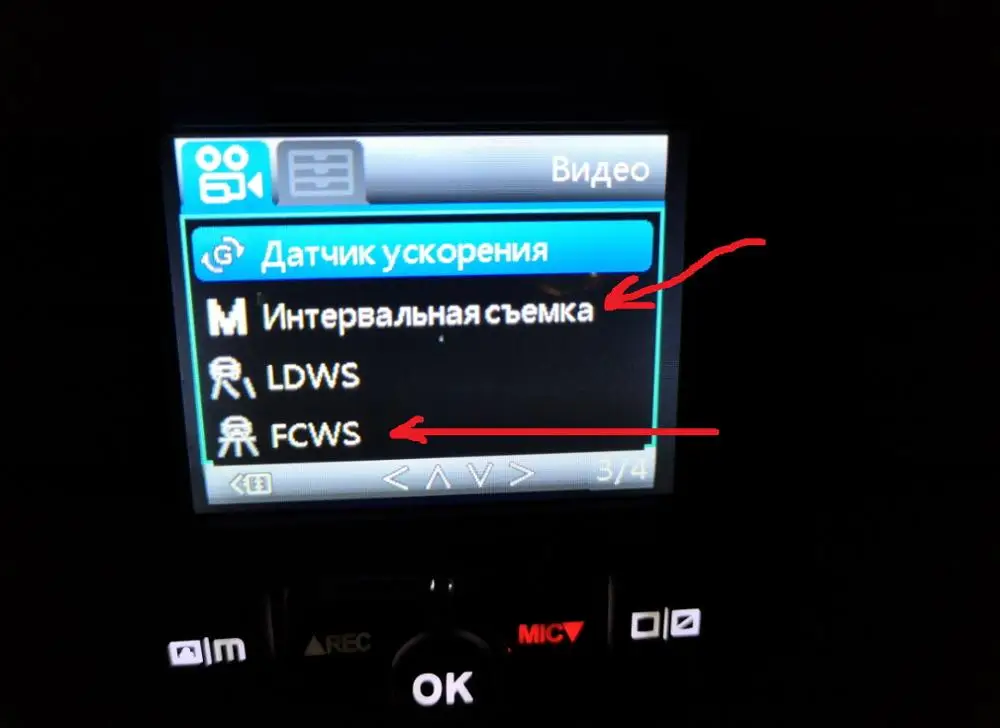 Видео
Датчик ускорения
Интервальная съемка
LDWS
FCWS
3/4
m
▲REC
MIC▼
OK